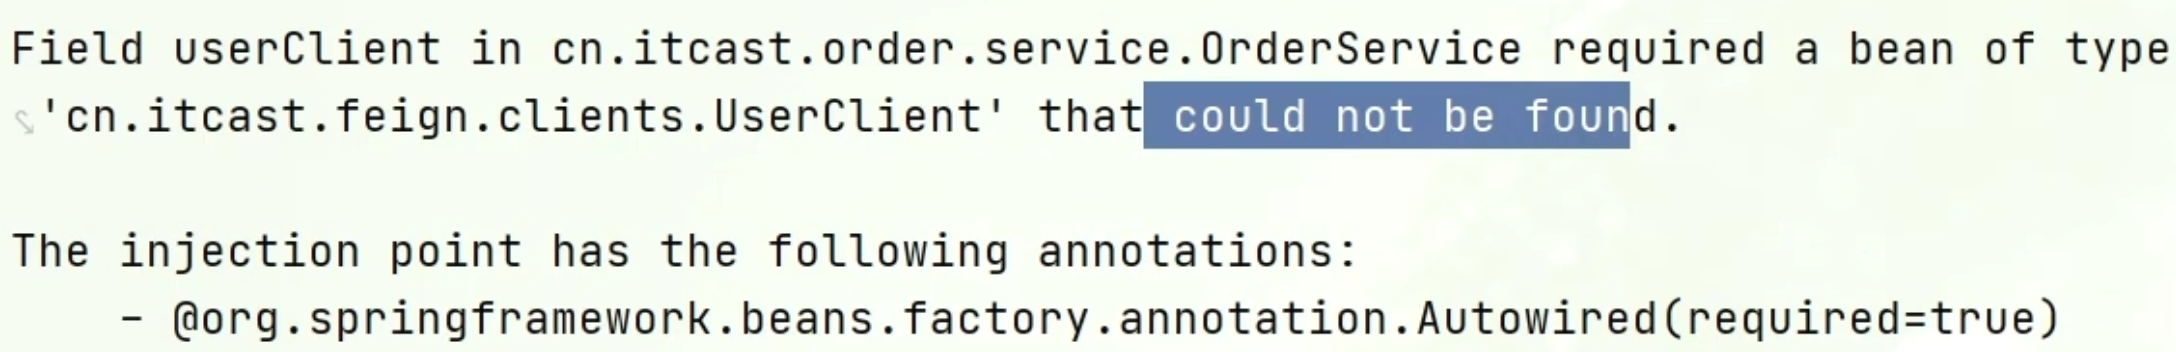 Field userClient in cn.itcast.order.service.OrderService required a bean of type
'cn.itcast.feign.clients.UserClient' that could not be found.
The injection point has the following annotations:
- @org.springframework.beans.factory.annotation.Autowired(required=true)